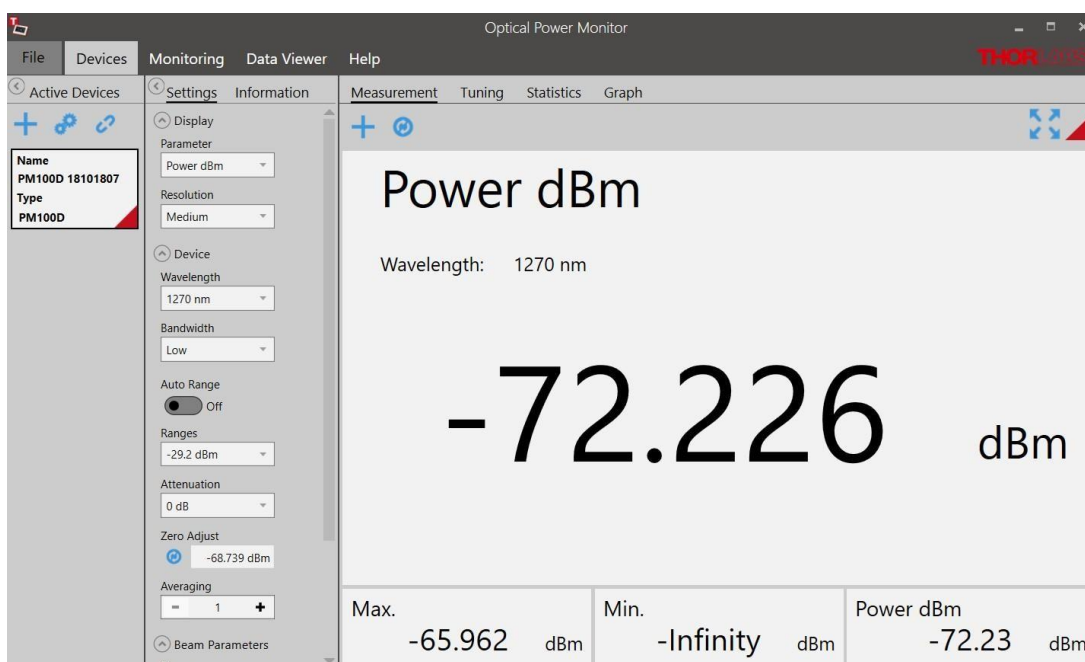 Optical Power Monitor
File Devices Monitoring Data Viewer Help
THORLABS
Active Devices
Name
PM100D 18101807
Type
PM100D
Settings Information
Display
Parameter
Power dBm
Resolution
Medium
Device
Wavelength
1270 nm
Bandwidth
Low
Auto Range
Off
Ranges
-29.2 dBm
Attenuation
0 dB
Zero Adjust
-68.739 dBm
Averaging
- 1 +
Beam Parameters
Measurement Tuning Statistics Graph
Power dBm
Wavelength: 1270 nm
-72.226 dBm
Max.
-65.962 dBm
Min.
-Infinity dBm
Power dBm
-72.23 dBm